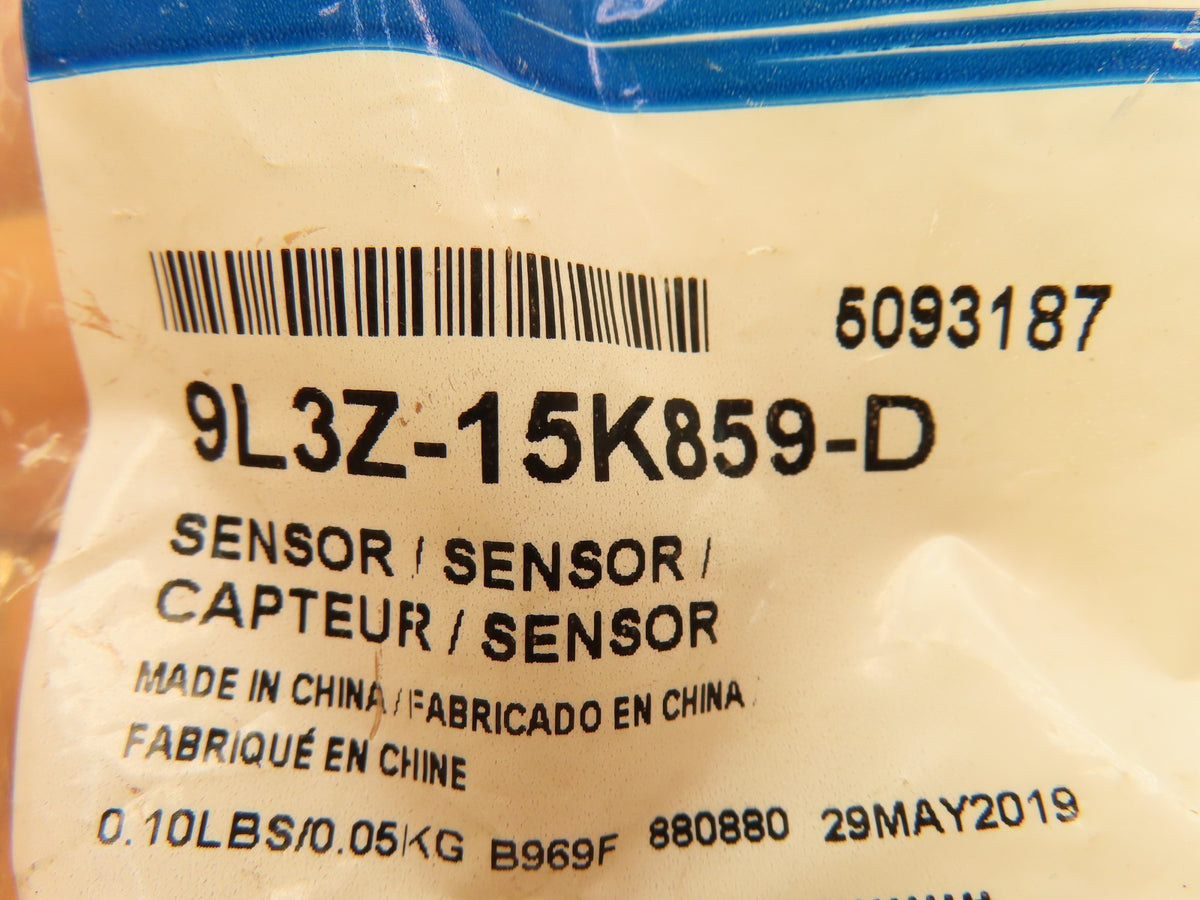 5093187
9L3Z-15K859-D
SENSOR / SENSOR /
CAPTEUR / SENSOR
MADE IN CHINA / FABRICADO EN CHINA
FABRIQUÉ EN CHINE
0.10LBS/0.05KG B969F 880880 29MAY2019